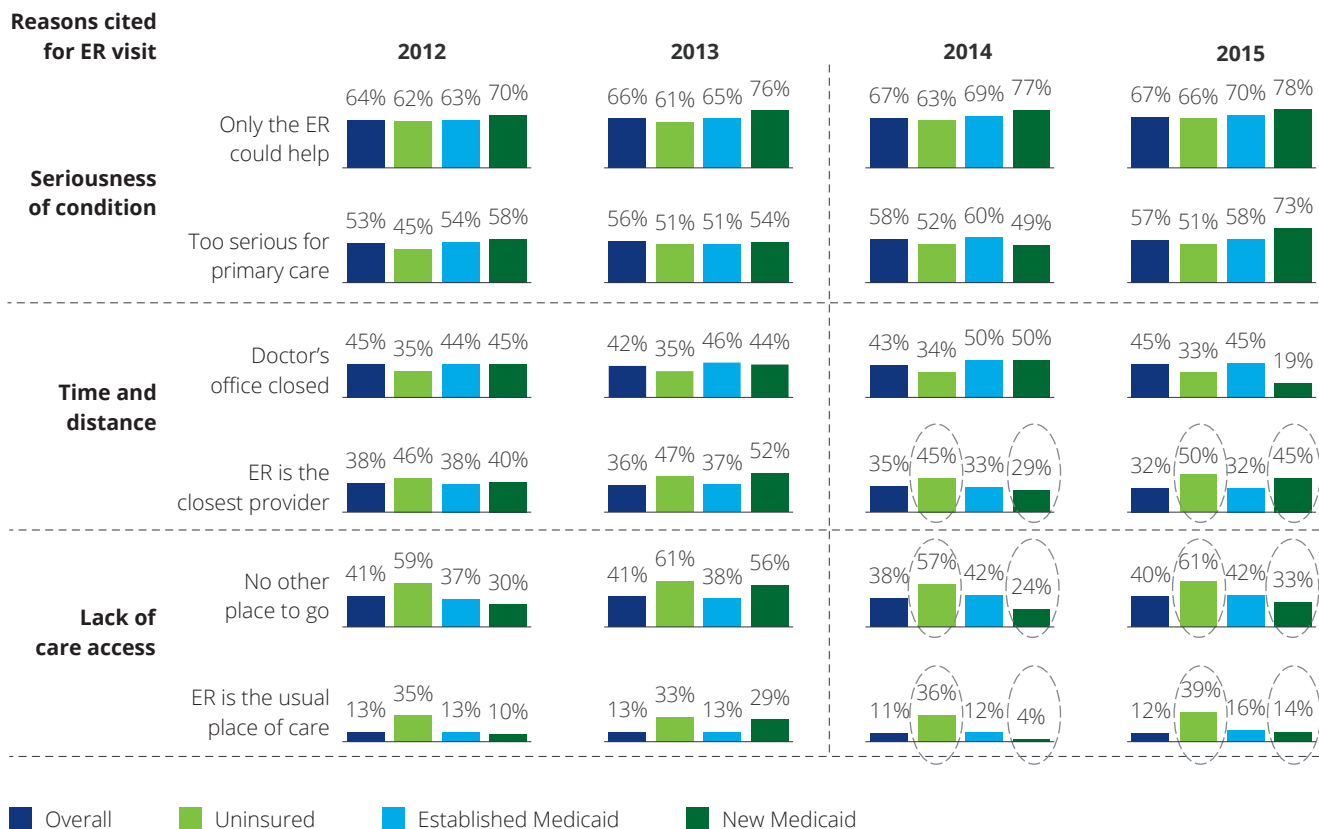 Reasons cited
for ER visit
2012
2013
2014
2015
Seriousness
of condition
Only the ER
could help
64% 62% 63% 70%
66% 61% 65% 76%
67% 63% 69% 77%
67% 66% 70% 78%
Too serious for
primary care
53% 45% 54% 58%
56% 51% 51% 54%
58% 52% 60% 49%
57% 51% 58% 73%
Time and
distance
Doctor’s
office closed
45% 35% 44% 45%
42% 35% 46% 44%
43% 34% 50% 50%
45% 33% 45% 19%
ER is the
closest provider
38% 46% 38% 40%
36% 47% 37% 52%
35% 45% 33% 29%
32% 50% 32% 45%
Lack of
care access
No other
place to go
41% 59% 37% 30%
41% 61% 38% 56%
38% 57% 42% 24%
40% 61% 42% 33%
ER is the usual
place of care
13% 35% 13% 10%
13% 33% 13% 29%
11% 36% 12% 4%
12% 39% 16% 14%
Overall
Uninsured
Established Medicaid
New Medicaid